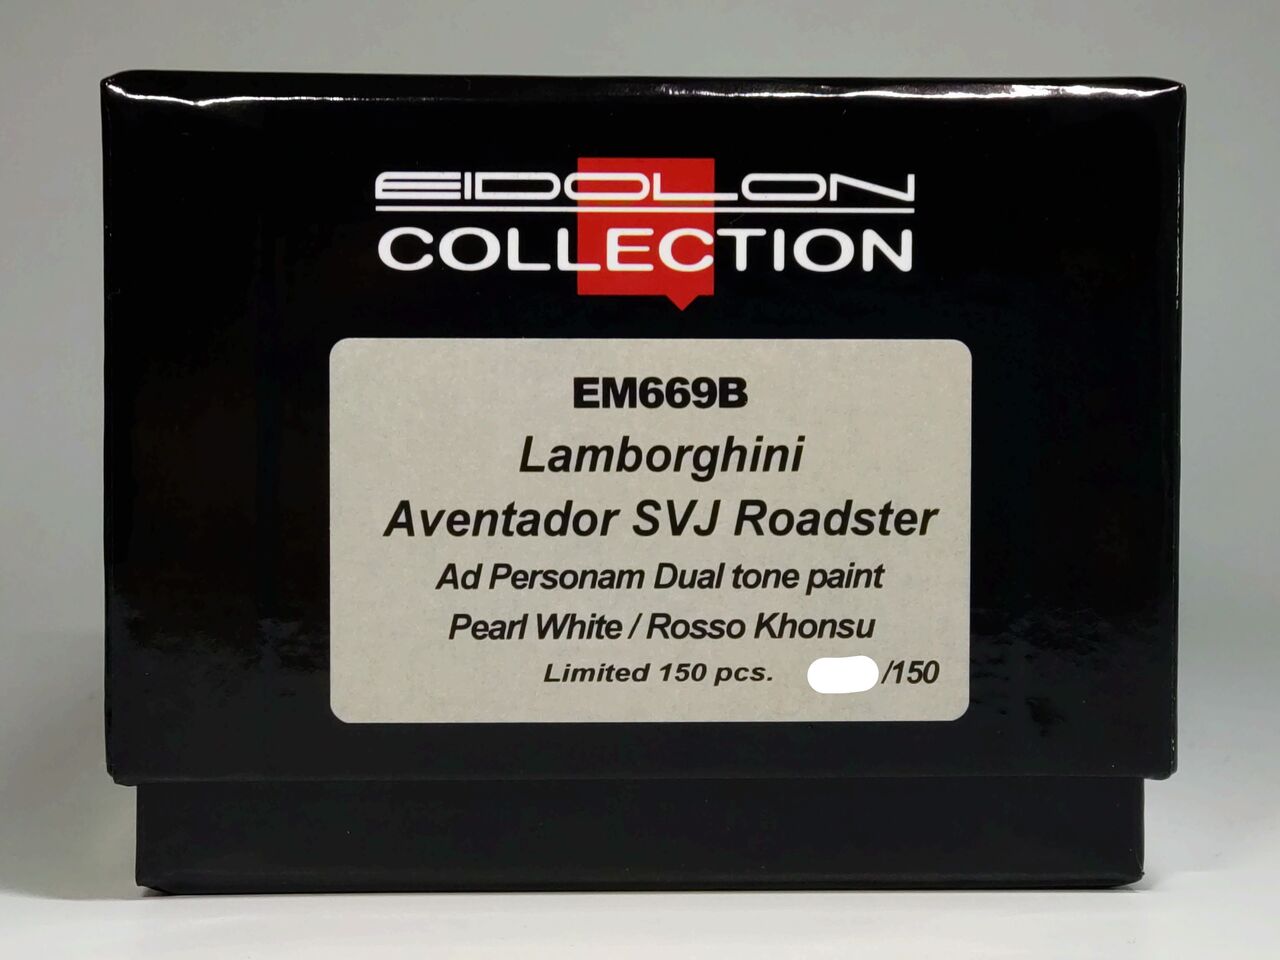 EIDOLON
COLLECTION
EM669B
Lamborghini
Aventador SVJ Roadster
Ad Personam Dual tone paint
Pearl White / Rosso Khonsu
Limited 150 pcs. /150